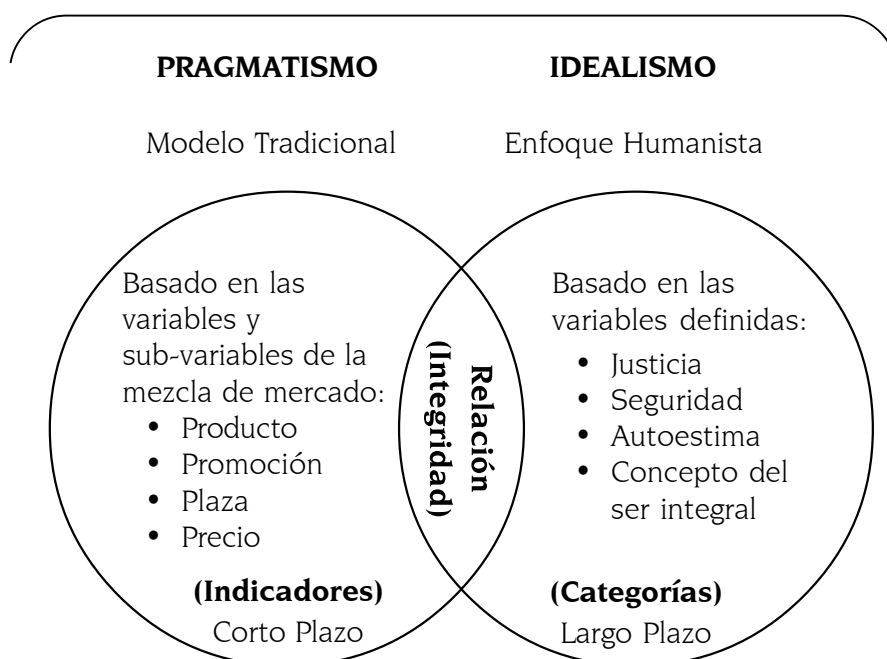 PRAGMATISMO
Modelo Tradicional
IDEALISMO
Enfoque Humanista
Basado en las
variables y
sub-variables de la
mezcla de mercado:
• Producto
• Promoción
• Plaza
• Precio
(Indicadores)
Corto Plazo
Relación
(Integridad)
Basado en las
variables definidas:
• Justicia
• Seguridad
• Autoestima
• Concepto del
ser integral
(Categorías)
Largo Plazo